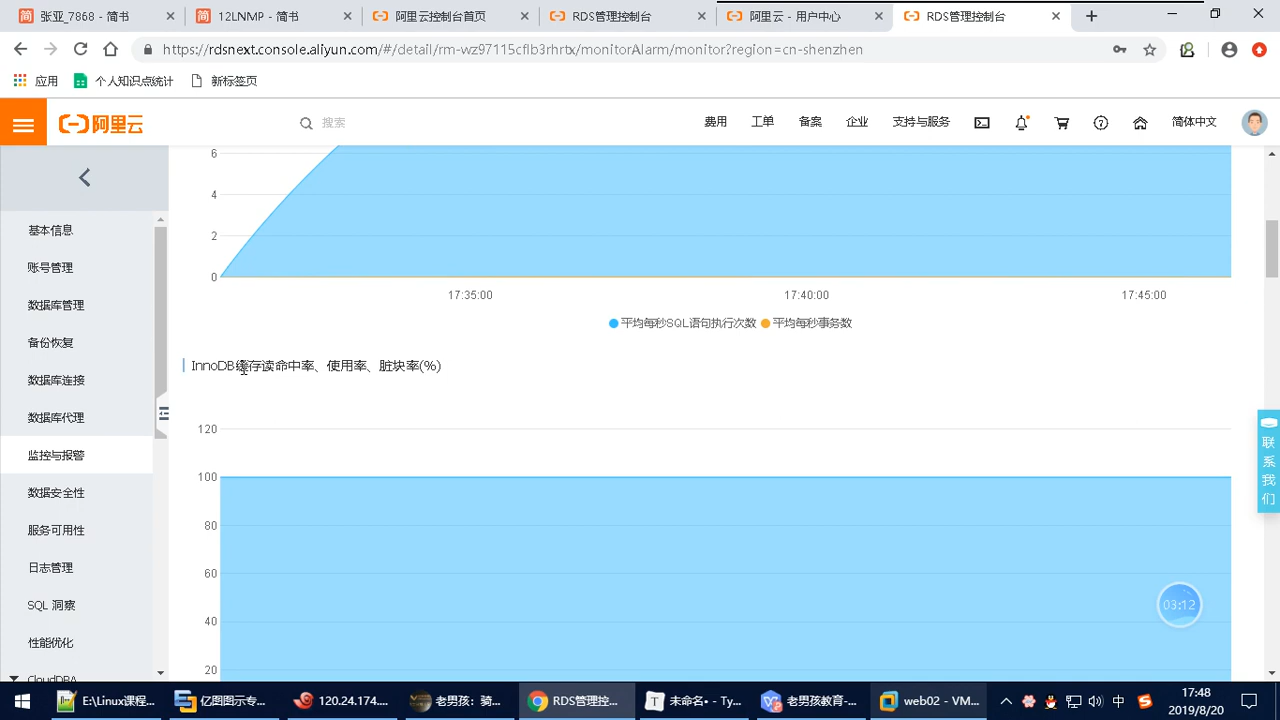 张亚_7868 - 简书
12LNMP - 简书
阿里云控制台首页
RDS管理控制台
阿里云 - 用户中心
RDS管理控制台
https://rdsnext.console.aliyun.com/#/detail/rm-wz97115cflb3rhrtx/monitorAlarm/monitor?region=cn-shenzhen
应用
个人知识点统计
新标签页
阿里云
搜索
费用
工单
备案
企业
支持与服务
简体中文
基本信息
账号管理
数据库管理
备份恢复
数据库连接
数据库代理
监控与报警
数据安全性
服务可用性
日志管理
SQL 洞察
性能优化
CloudDBA
6
4
2
0
17:35:00
17:40:00
17:45:00
平均每秒SQL语句执行次数
平均每秒事务数
InnoDB缓存读命中率、使用率、脏块率(%)
120
100
80
60
40
20
联系我们
03:12
E:\Linux课程...
亿图图示专...
120.24.174....
老男孩：骑...
RDS管理控...
未命名• - Ty...
老男孩教育-...
web02 - VM...
中
17:48
2019/8/20